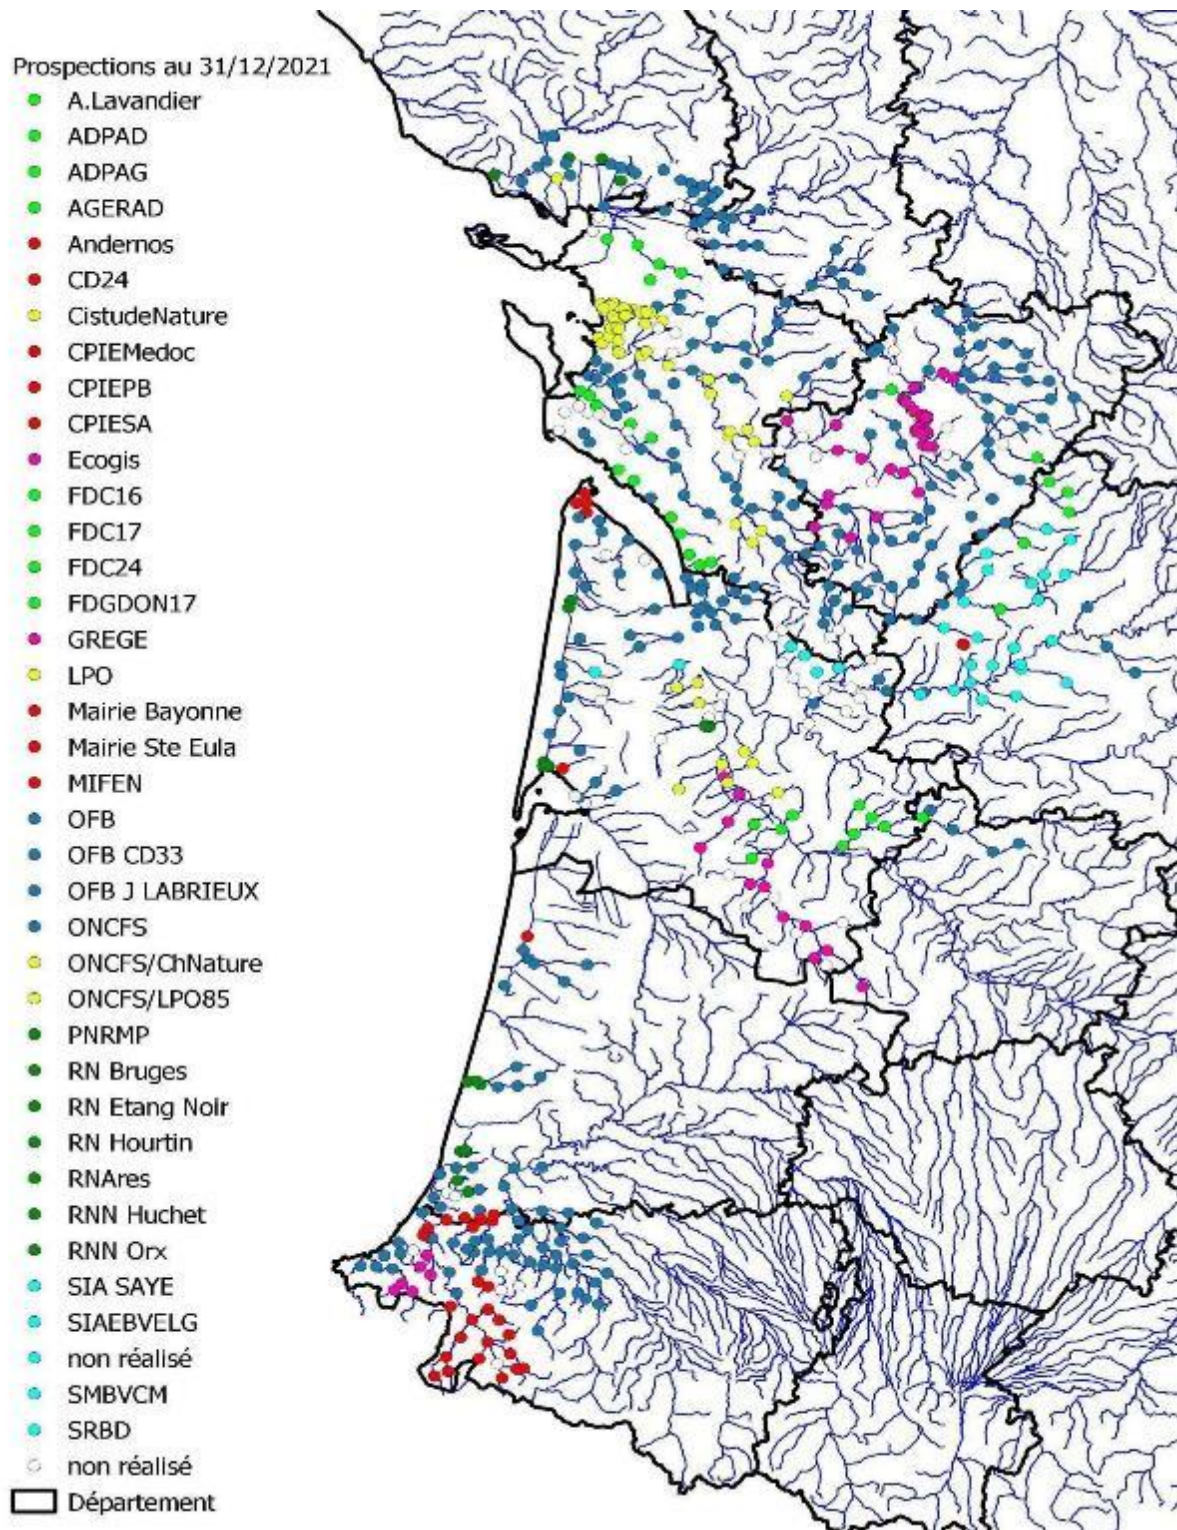 Prospections au 31/12/2021
A.Lavandier
ADPAD
ADPAG
AGERAD
Andernos
CD24
CistudeNature
CPIEMedoc
CPIEPB
CPIESA
Ecogis
FDC16
FDC17
FDC24
FDGDON17
GREGE
LPO
Mairie Bayonne
Mairie Ste Eula
MIFEN
OFB
OFB CD33
OFB J LABRIEUX
ONCFS
ONCFS/ChNature
ONCFS/LPO85
PNRMP
RN Bruges
RN Etang Noir
RN Hourtin
RNAres
RNN Huchet
RNN Orx
SIA SAYE
SIAEBVELG
non réalisé
SMBVCM
SRBD
non réalisé
Département